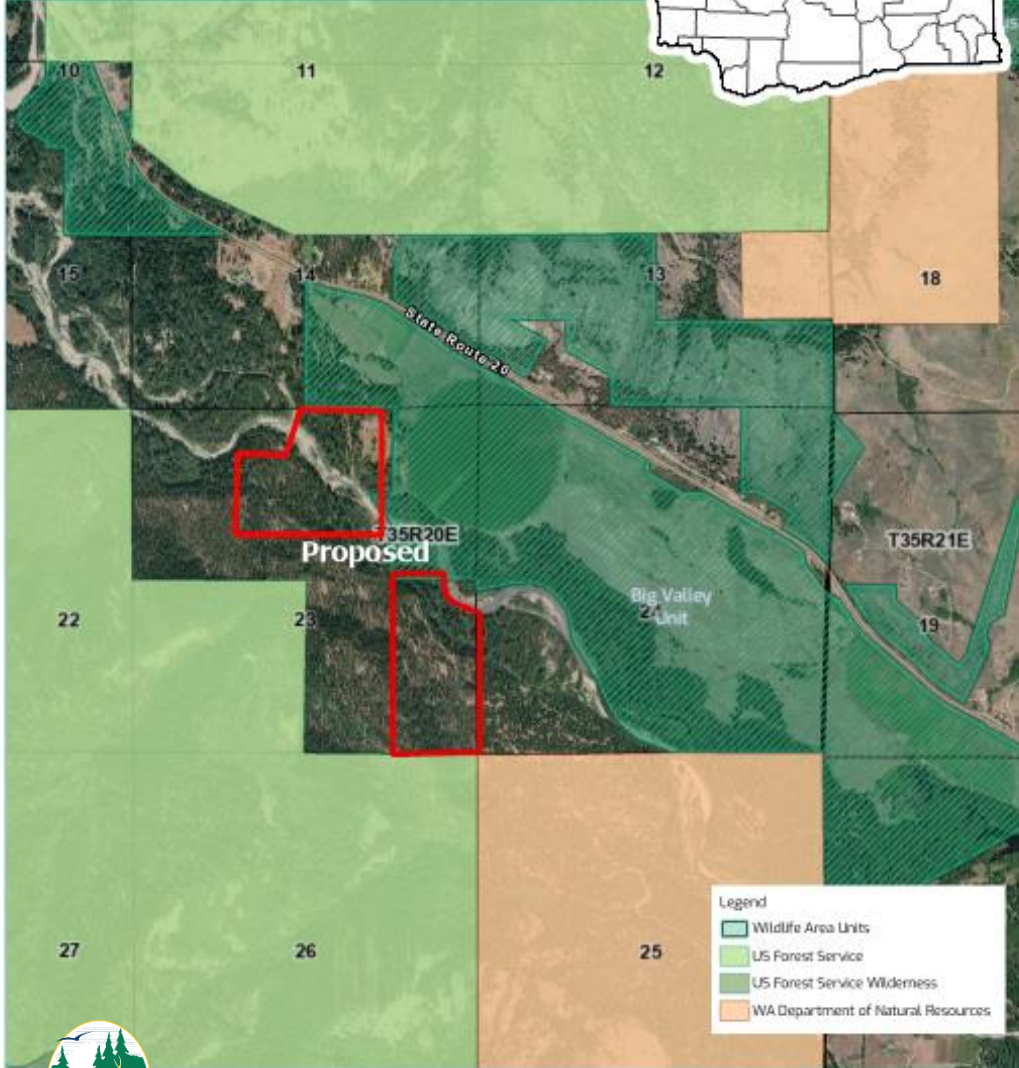 10
11
12
15
14
13
18
State Route 20
T35R20E
Proposed
T35R21E
22
23
Big Valley
Unit
24
19
27
26
25
Legend
Wildlife Area Units
US Forest Service
US Forest Service Wilderness
WA Department of Natural Resources